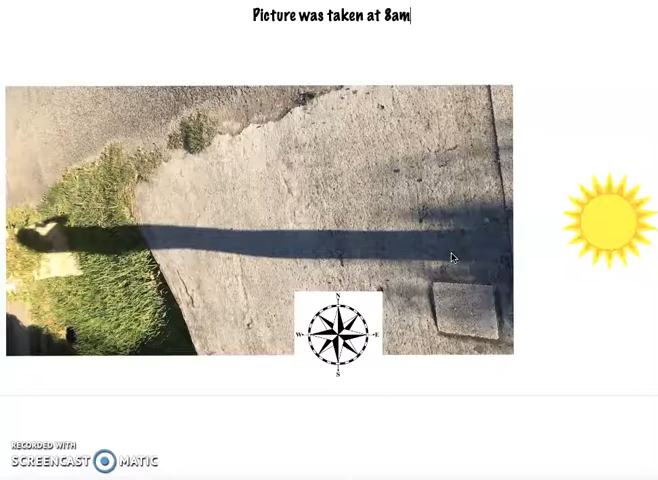 Picture was taken at 8am
N
W
E
S
RECORDED WITH
SCREENCAST MATIC